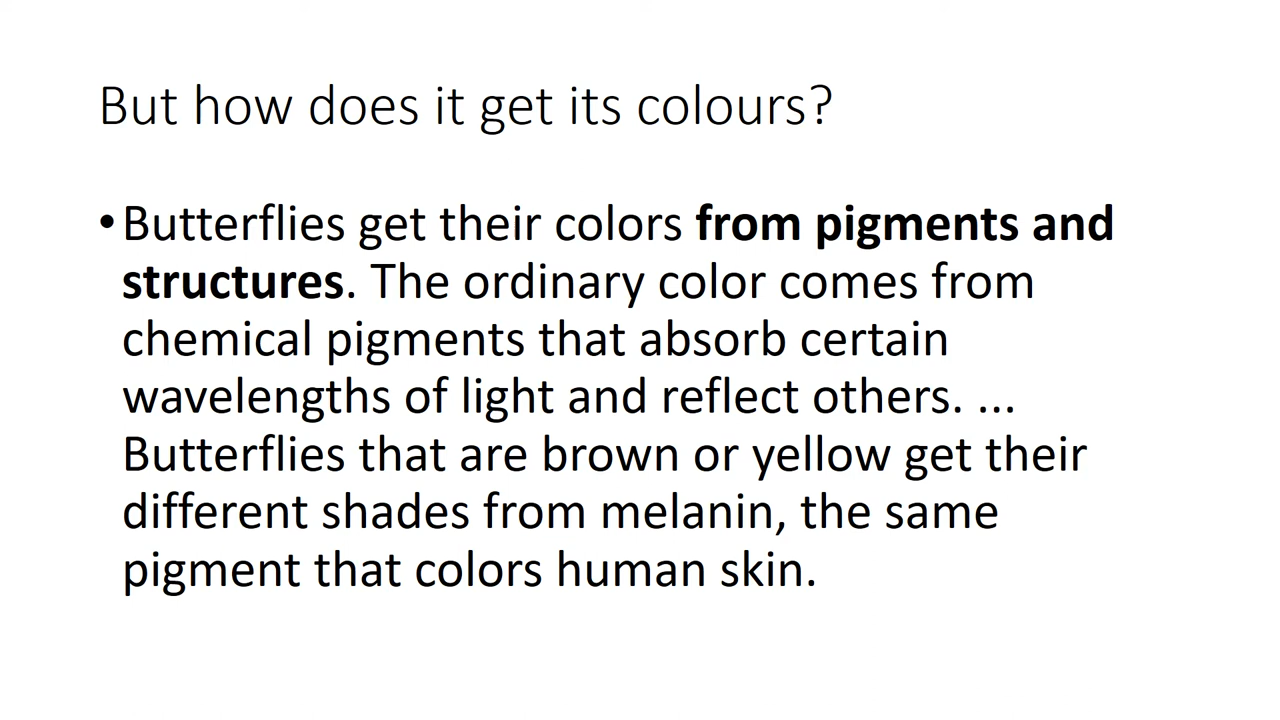 But how does it get its colours?
•Butterflies get their colors from pigments and
structures. The ordinary color comes from
chemical pigments that absorb certain
wavelengths of light and reflect others. ...
Butterflies that are brown or yellow get their
different shades from melanin, the same
pigment that colors human skin.